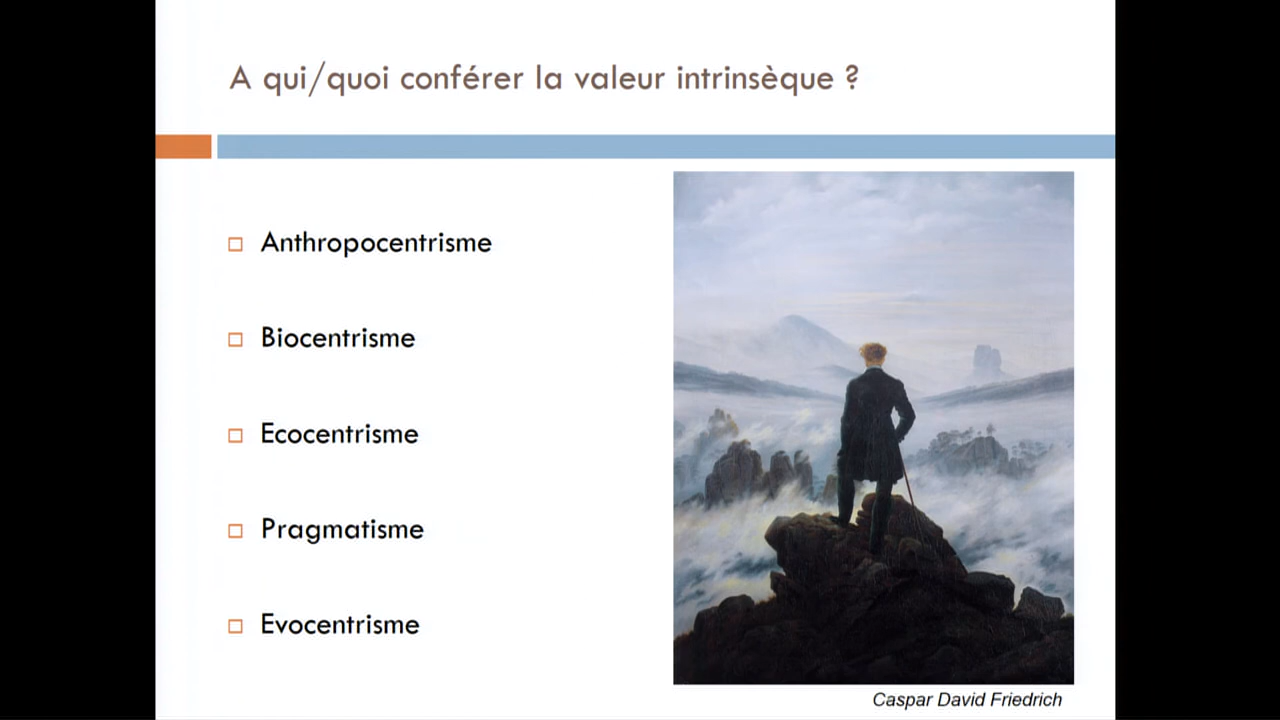 A qui/quoi conférer la valeur intrinsèque ?
Anthropocentrisme
Biocentrisme
Ecocentrisme
Pragmatisme
Evocentrisme
Caspar David Friedrich